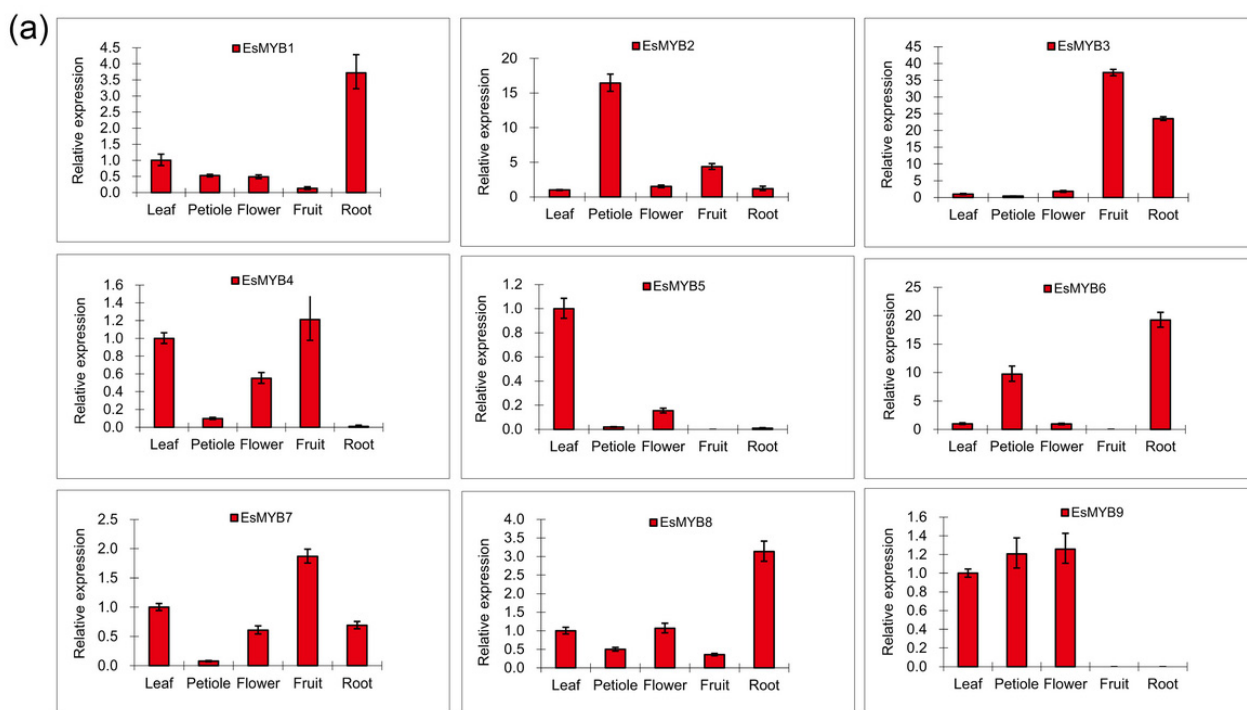 (a)
EsMYB1
Relative expression
4.5
4.0
3.5
3.0
2.5
2.0
1.5
1.0
0.5
0.0
Leaf Petiole Flower Fruit Root
EsMYB2
Relative expression
20
15
10
5
0
Leaf Petiole Flower Fruit Root
EsMYB3
Relative expression
45
40
35
30
25
20
15
10
5
0
Leaf Petiole Flower Fruit Root
EsMYB4
Relative expression
1.6
1.4
1.2
1.0
0.8
0.6
0.4
0.2
0.0
Leaf Petiole Flower Fruit Root
EsMYB5
Relative expression
1.2
1.0
0.8
0.6
0.4
0.2
0.0
Leaf Petiole Flower Fruit Root
EsMYB6
Relative expression
25
20
15
10
5
0
Leaf Petiole Flower Fruit Root
EsMYB7
Relative expression
2.5
2.0
1.5
1.0
0.5
0.0
Leaf Petiole Flower Fruit Root
EsMYB8
Relative expression
4.0
3.5
3.0
2.5
2.0
1.5
1.0
0.5
0.0
Leaf Petiole Flower Fruit Root
EsMYB9
Relative expression
1.6
1.4
1.2
1.0
0.8
0.6
0.4
0.2
0.0
Leaf Petiole Flower Fruit Root